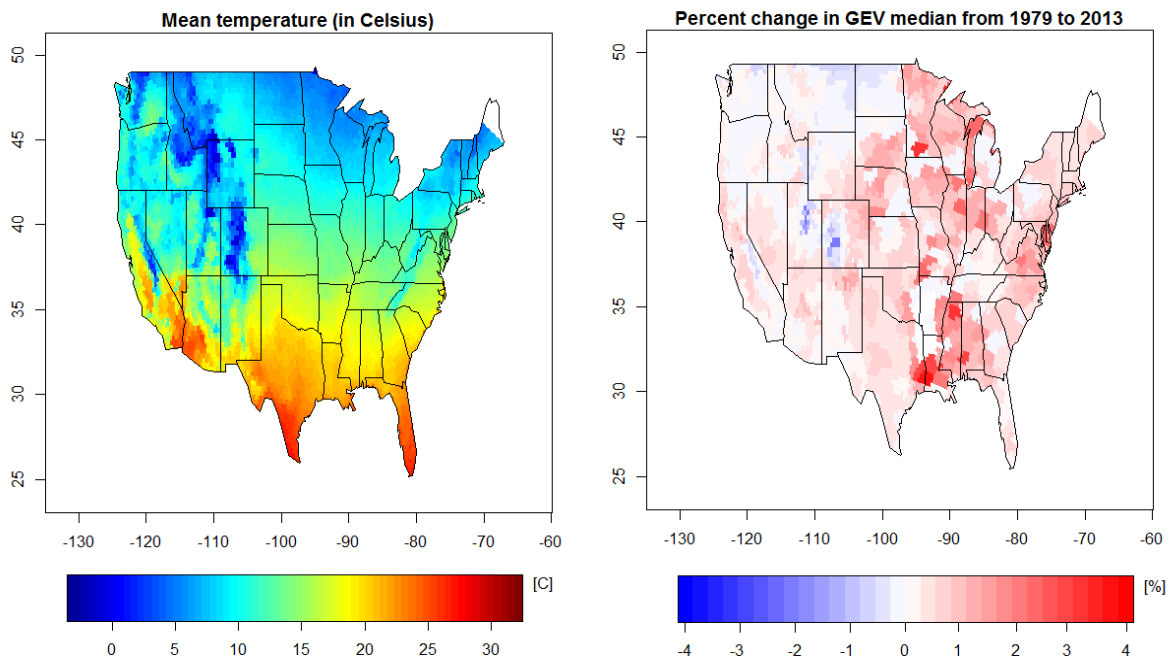 Mean temperature (in Celsius)
50
45
40
35
30
25
-130 -120 -110 -100 -90 -80 -70 -60
[C]
0 5 10 15 20 25 30
Percent change in GEV median from 1979 to 2013
50
45
40
35
30
25
-130 -120 -110 -100 -90 -80 -70 -60
[%]
-4 -3 -2 -1 0 1 2 3 4